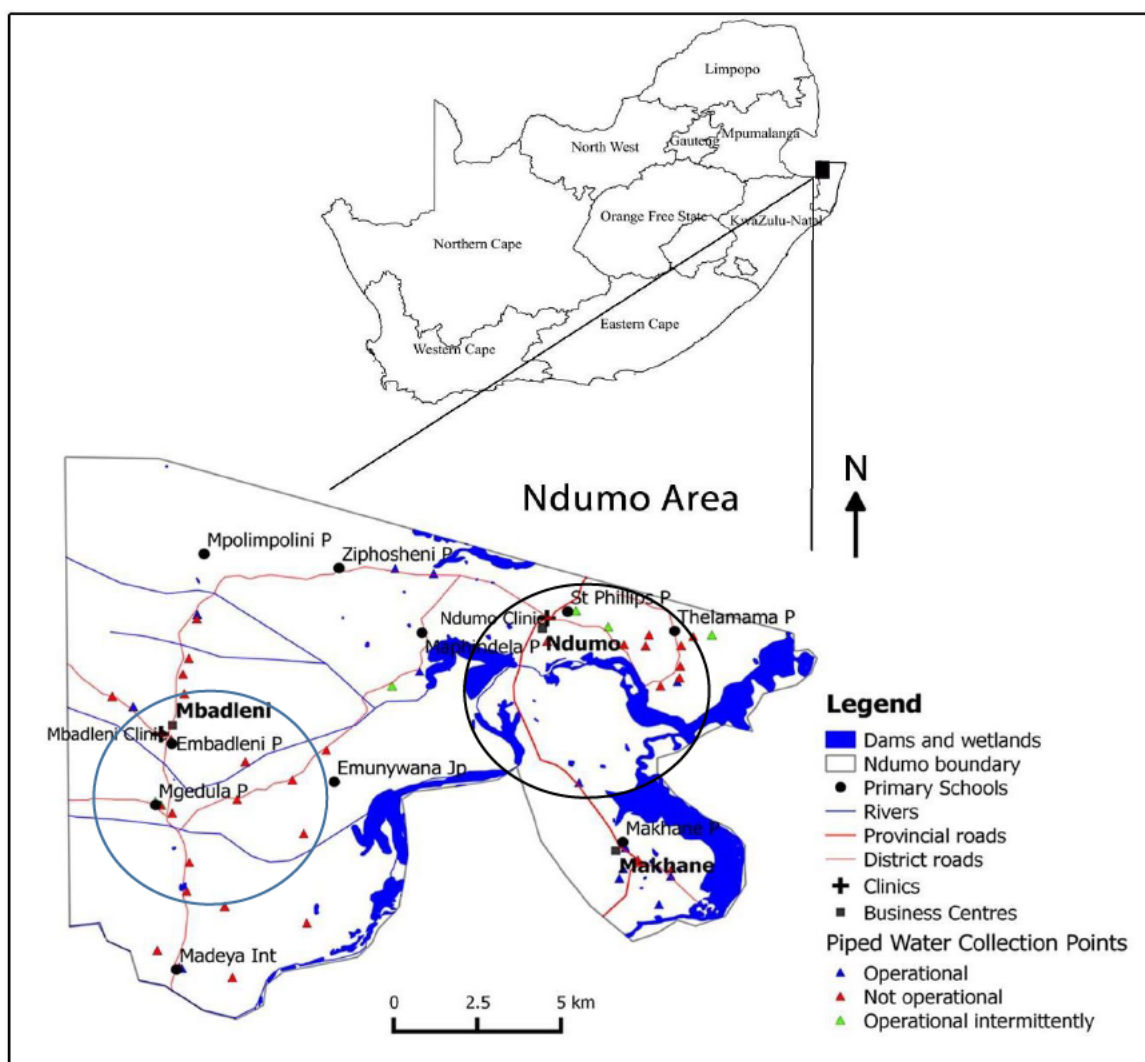 Limpopo
Mpumalanga
Gauteng
North West
Orange Free State
KwaZulu-Natal
Northern Cape
Eastern Cape
Western Cape
N
Ndumo Area
Mpolimpolini P
Ziphosheni P
St Phillips P
Ndumo Clinic
Thelamama P
Maphindela P
Ndumo
Mbadleni
Mbadleni Clinic
Embadleni P
Emunywana Jp
Mgedula P
Makhane P
Makhane
Madeya Int
0 2.5 5 km
Legend
Dams and wetlands
Ndumo boundary
Primary Schools
Rivers
Provincial roads
District roads
Clinics
Business Centres
Piped Water Collection Points
Operational
Not operational
Operational intermittently